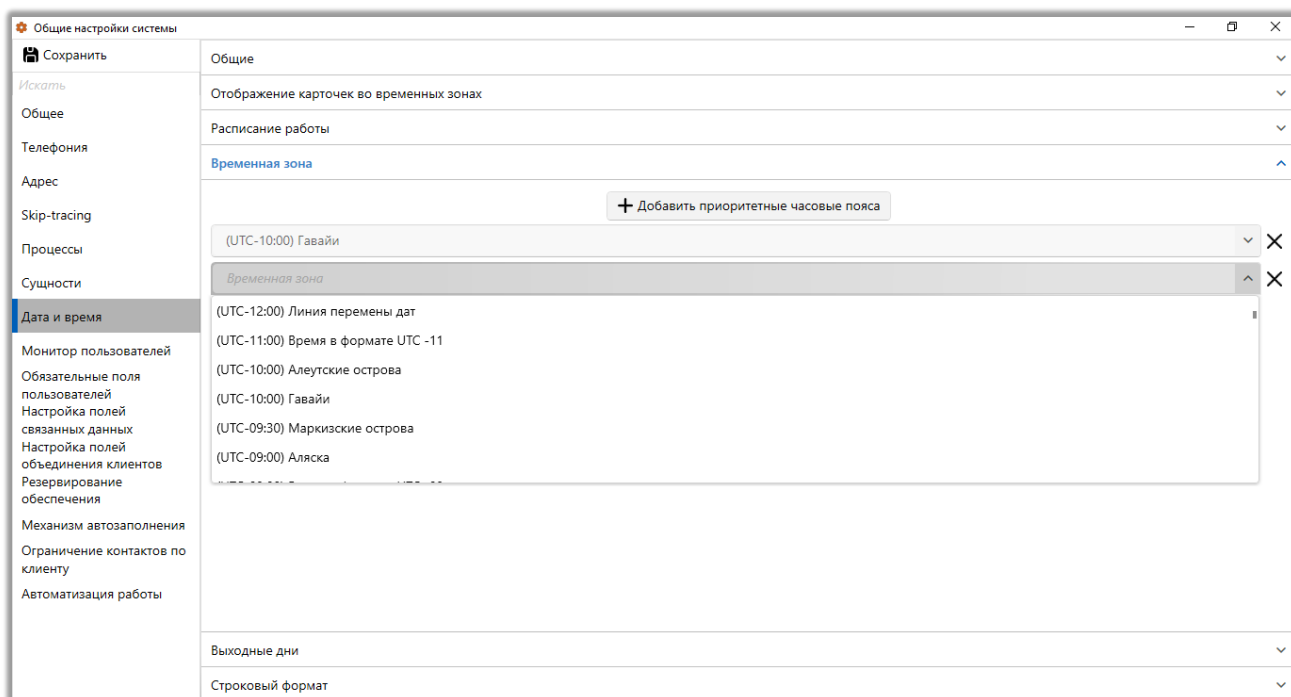 Общие настройки системы
Сохранить
Искать
Общее
Телефония
Адрес
Skip-tracing
Процессы
Сущности
Дата и время
Монитор пользователей
Обязательные поля
пользователей
Настройка полей
связанных данных
Настройка полей
объединения клиентов
Резервирование
обеспечения
Механизм автозаполнения
Ограничение контактов по
клиенту
Автоматизация работы
Общие
Отображение карточек во временных зонах
Расписание работы
Временная зона
Добавить приоритетные часовые пояса
(UTC-10:00) Гавайи
Временная зона
(UTC-12:00) Линия перемены дат
(UTC-11:00) Время в формате UTC -11
(UTC-10:00) Алеутские острова
(UTC-10:00) Гавайи
(UTC-09:30) Маркизские острова
(UTC-09:00) Аляска
Выходные дни
Строковый формат